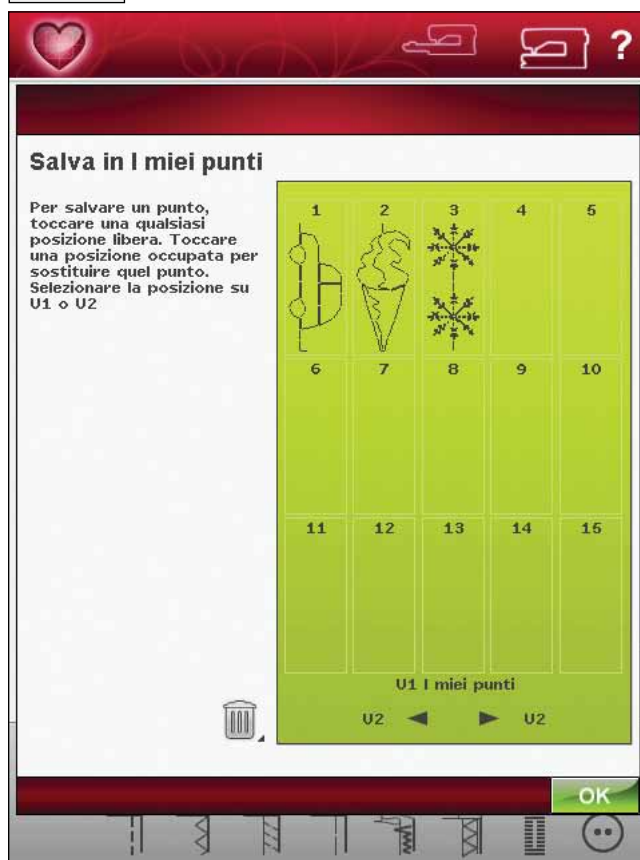 ?
Salva in I miei punti
Per salvare un punto,
toccare una qualsiasi
posizione libera. Toccare
una posizione occupata per
sostituire quel punto.
Selezionare la posizione su
U1 o U2
1 2 3 4 5
6 7 8 9 10
11 12 13 14 15
U1 I miei punti
U2 U2
OK